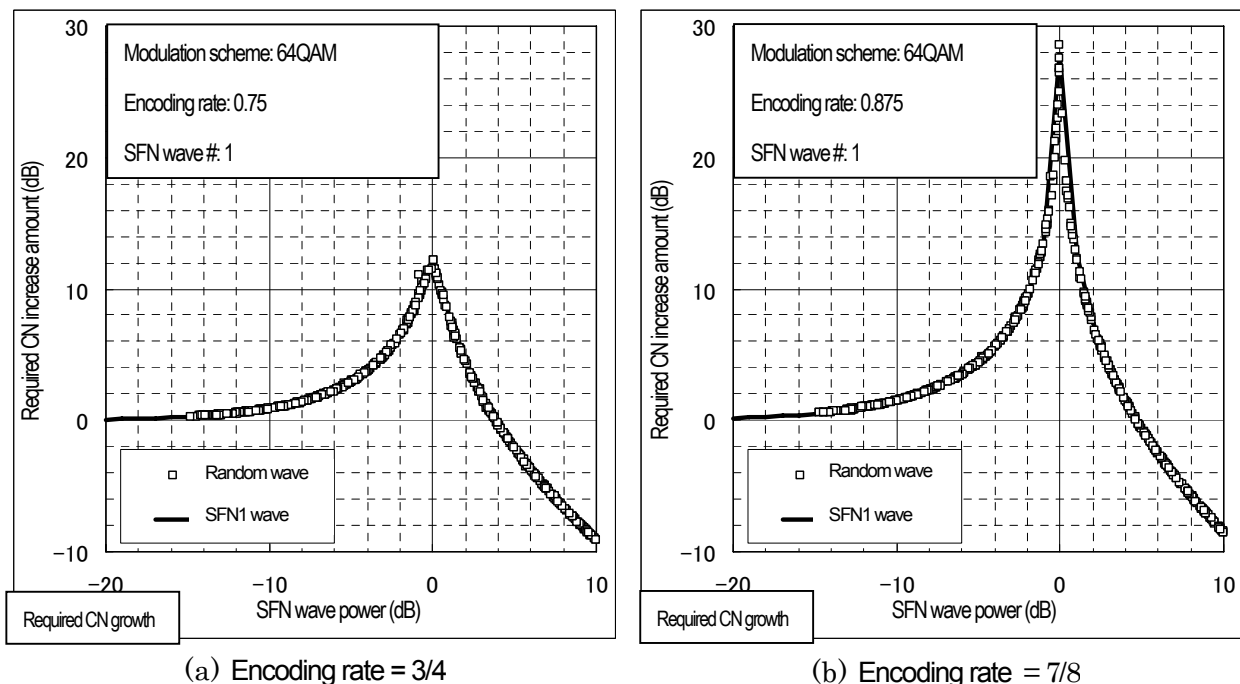 30
Modulation scheme: 64QAM
Encoding rate: 0.75
SFN wave #: 1
20
10
0
−10
Required CN increase amount (dB)
Random wave
SFN1 wave
−20
−10
0
10
SFN wave power (dB)
Required CN growth
(a) Encoding rate = 3/4
30
Modulation scheme: 64QAM
Encoding rate: 0.875
SFN wave #: 1
20
10
0
−10
Required CN increase amount (dB)
Random wave
SFN1 wave
−20
−10
0
10
SFN wave power (dB)
Required CN growth
(b) Encoding rate = 7/8